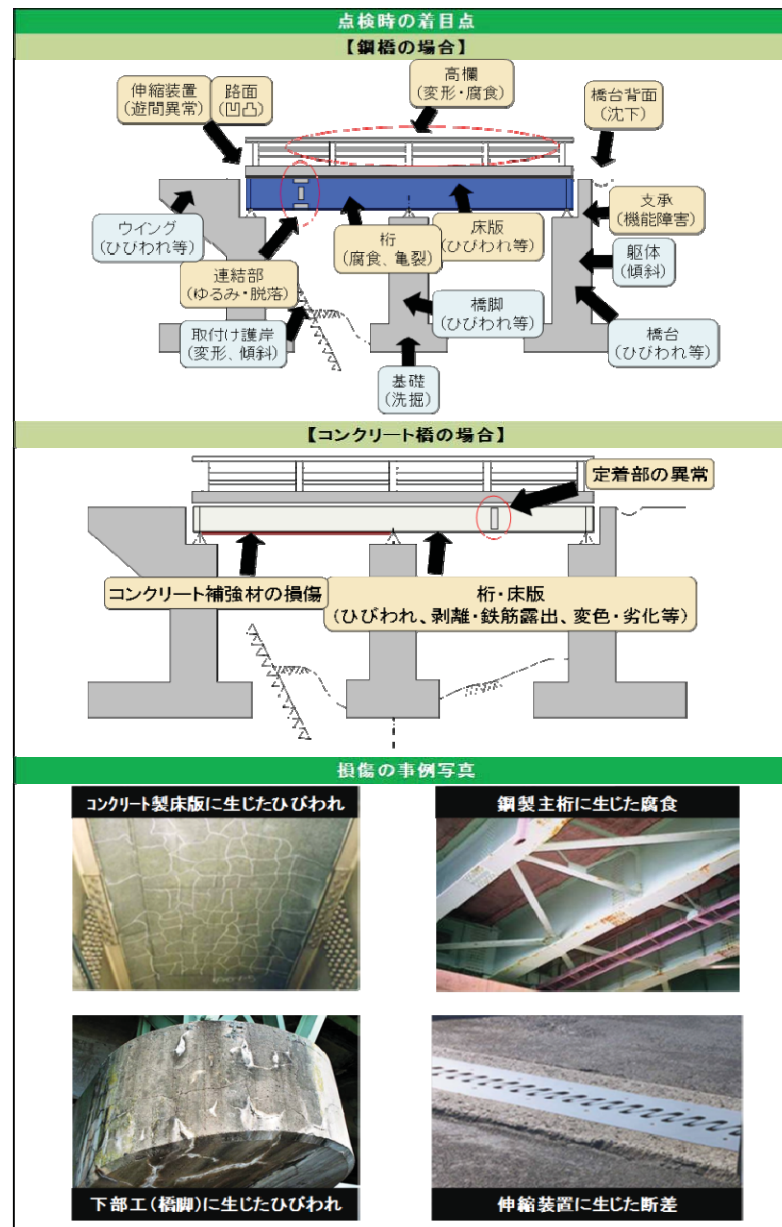 点検時の着目点
【鋼橋の場合】
伸縮装置
(遊間異常)
路面
(凹凸)
高欄
(変形・腐食)
橋台背面
(沈下)
ウイング
(ひびわれ等)
連結部
(ゆるみ・脱落)
桁
(腐食、亀裂)
床版
(ひびわれ等)
支承
(機能障害)
躯体
(傾斜)
取付け護岸
(変形、傾斜)
橋脚
(ひびわれ等)
橋台
(ひびわれ等)
基礎
(洗掘)
【コンクリート橋の場合】
定着部の異常
コンクリート補強材の損傷
桁・床版
(ひびわれ、剥離・鉄筋露出、変色・劣化等)
損傷の事例写真
コンクリート製床版に生じたひびわれ
鋼製主桁に生じた腐食
下部工(橋脚)に生じたひびわれ
伸縮装置に生じた断差